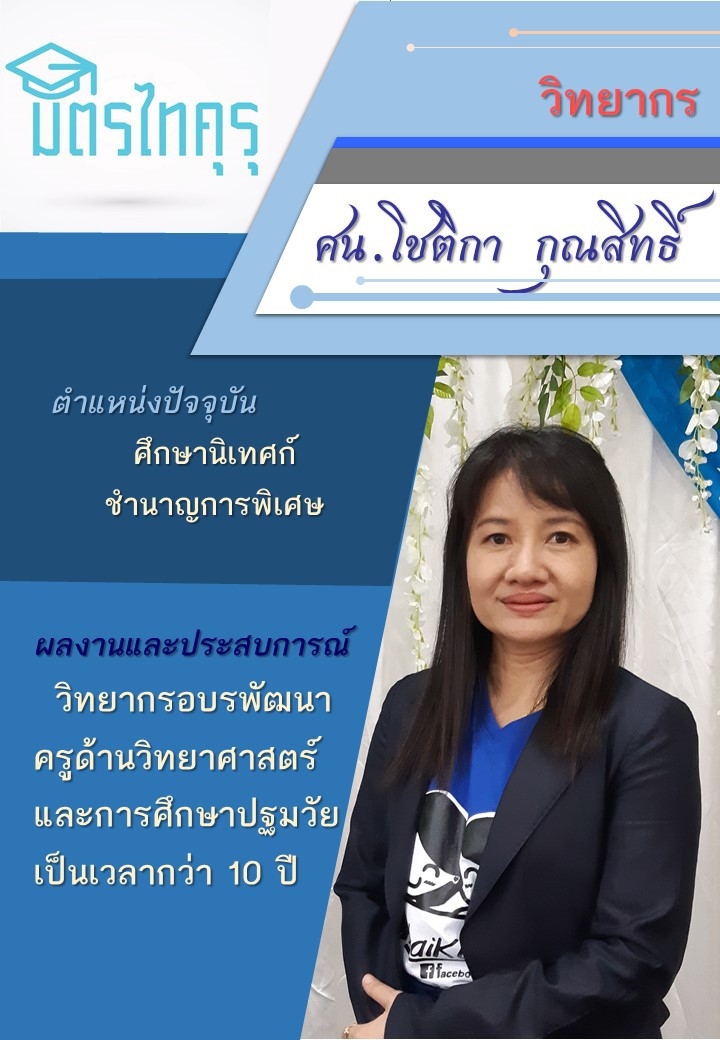 มิตรไทคุรุ
วิทยากร
ศน.โชติกา กุณสิทธิ์
ตำแหน่งปัจจุบัน
ศึกษานิเทศก์
ชำนาญการพิเศษ
ผลงานและประสบการณ์
วิทยากรอบรพัฒนา
ครูด้านวิทยาศาสตร์
และการศึกษาปฐมวัย
เป็นเวลากว่า 10 ปี